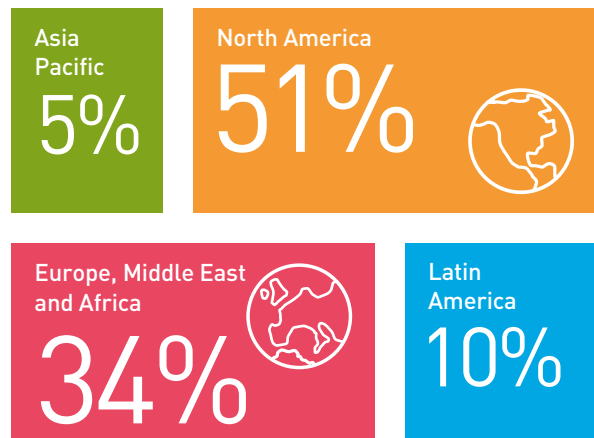 Asia
Pacific
5%
North America
51%
Europe, Middle East
and Africa
34%
Latin
America
10%